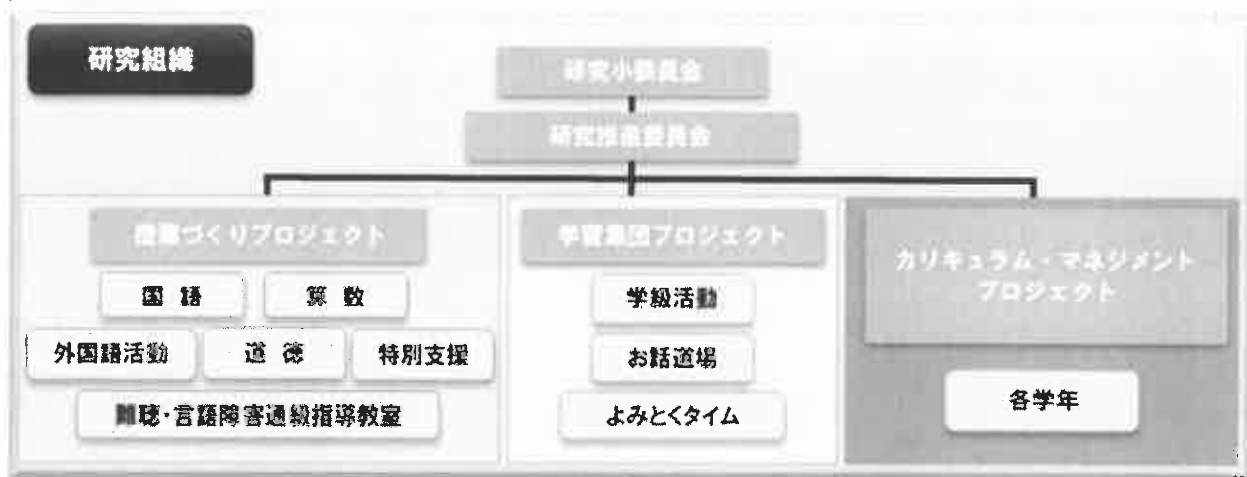 研究組織
研究小委員会
研究推進委員会
授業づくりプロジェクト
国語
算数
外国語活動
道徳
特別支援
難聴・言語障害通級指導教室
学習集団プロジェクト
学級活動
お話道場
よみとくタイム
カリキュラム・マネジメント
プロジェクト
各学年